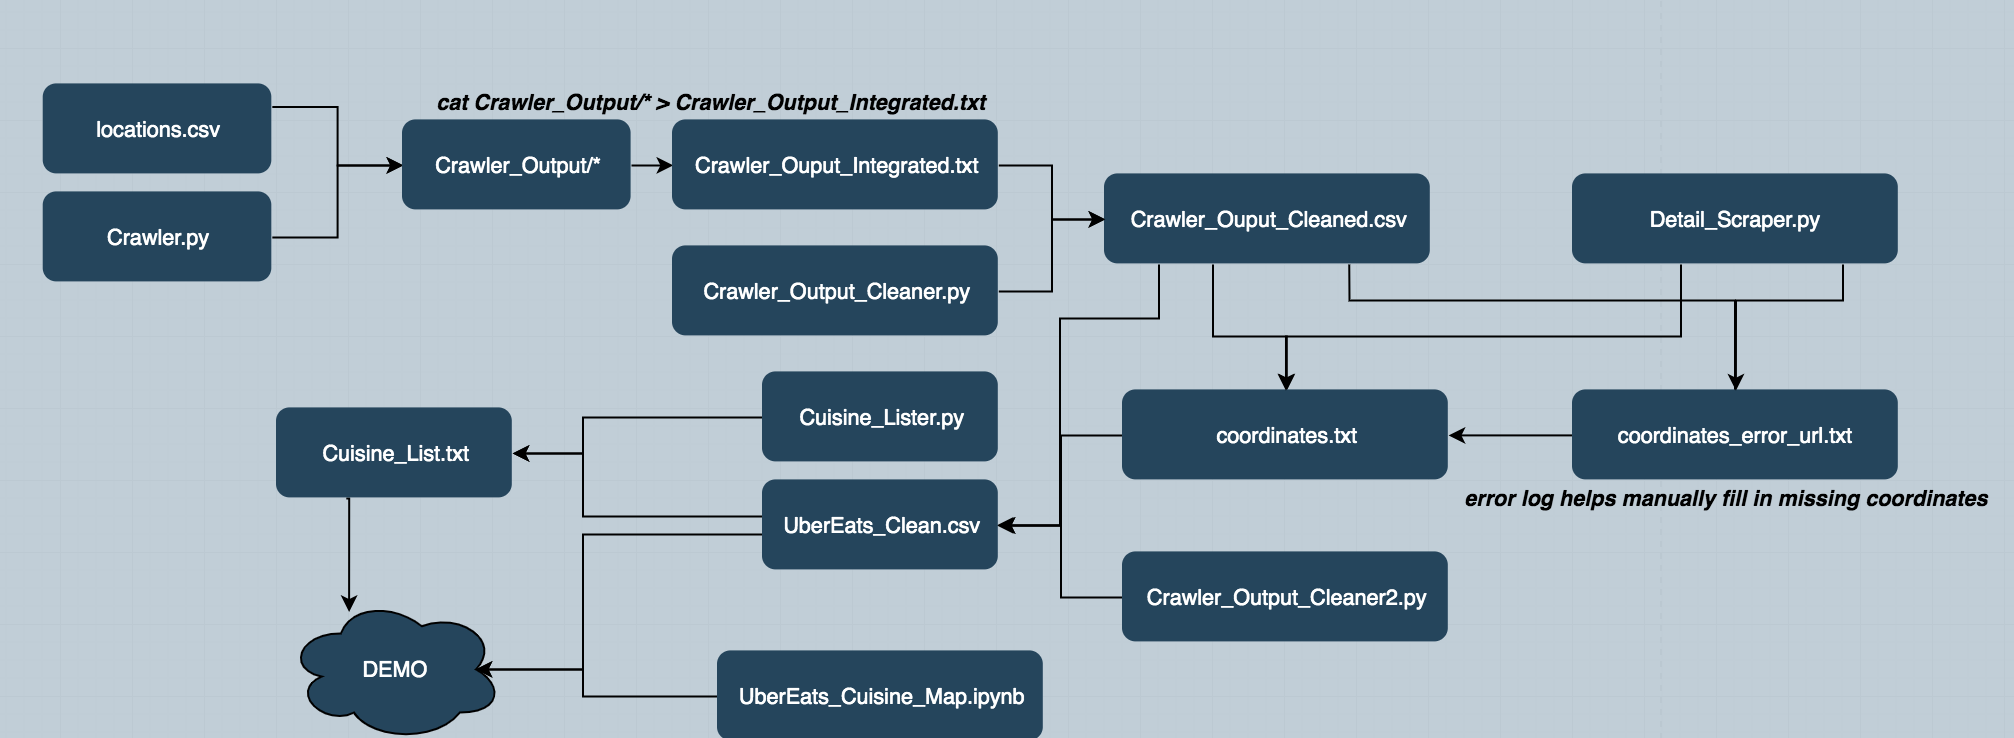 cat Crawler_Output/* > Crawler_Output_Integrated.txt
locations.csv
Crawler_Output/*
Crawler_Ouput_Integrated.txt
Crawler.py
Crawler_Ouput_Cleaned.csv
Detail_Scraper.py
Crawler_Output_Cleaner.py
Cuisine_Lister.py
Cuisine_List.txt
coordinates.txt
coordinates_error_url.txt
error log helps manually fill in missing coordinates
UberEats_Clean.csv
Crawler_Output_Cleaner2.py
DEMO
UberEats_Cuisine_Map.ipynb